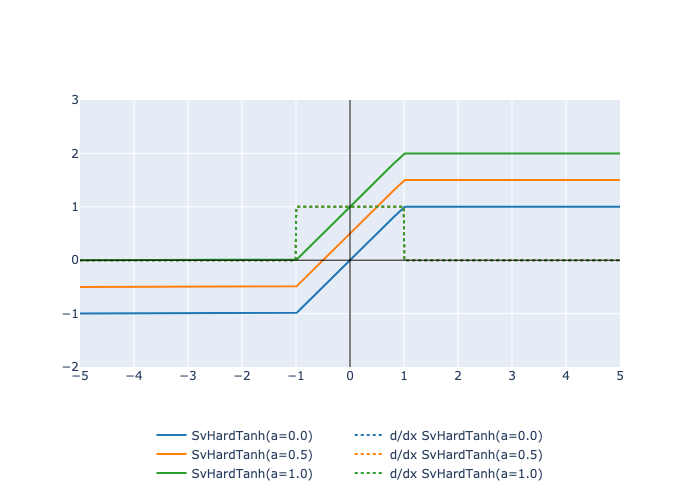 3
2
1
0
−1
−2
−5
−4
−3
−2
−1
0
1
2
3
4
5
SvHardTanh(a=0.0)
d/dx SvHardTanh(a=0.0)
SvHardTanh(a=0.5)
d/dx SvHardTanh(a=0.5)
SvHardTanh(a=1.0)
d/dx SvHardTanh(a=1.0)